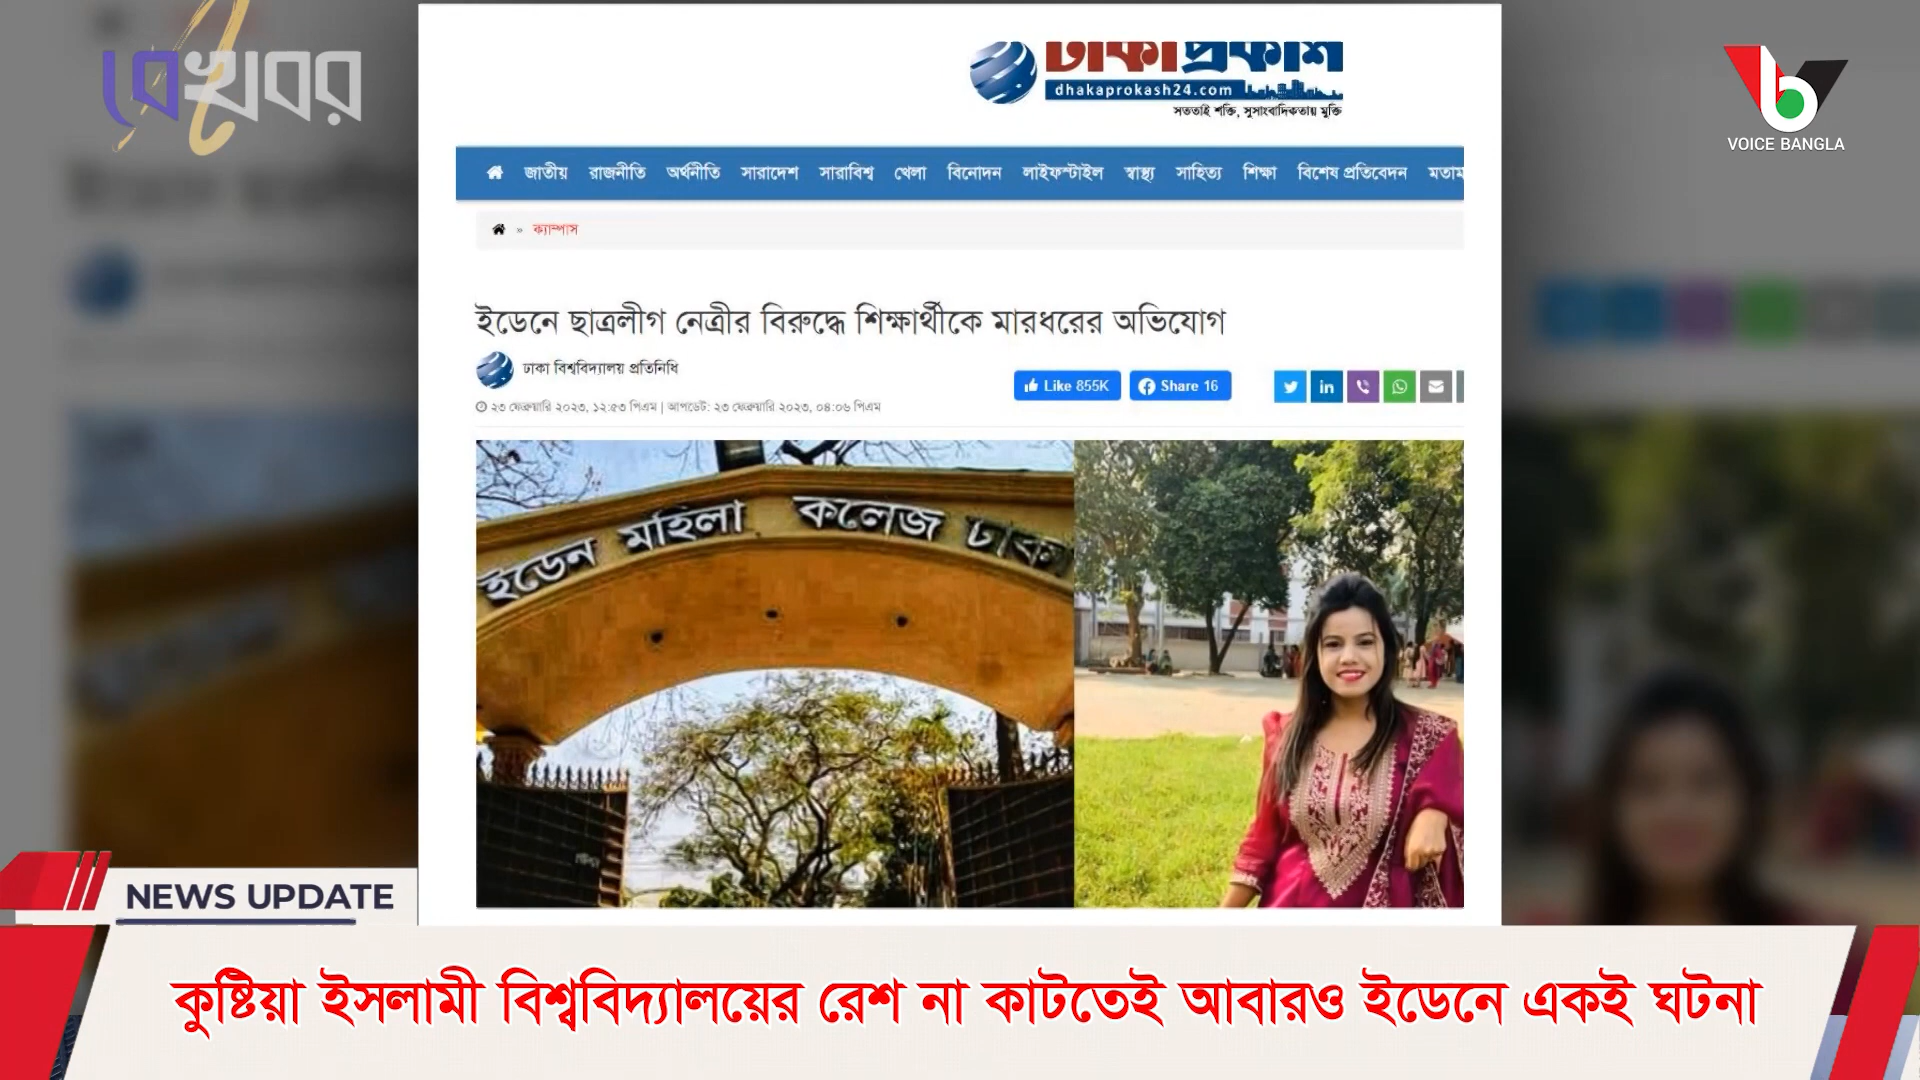 বেখবর
ঢাকাপ্রকাশ
dhakaprokash24.com
সততাই শক্তি, সুসাংবাদিকতায় মুক্তি
VOICE BANGLA
জাতীয় রাজনীতি অর্থনীতি সারাদেশ সারাবিশ্ব খেলা বিনোদন লাইফস্টাইল স্বাস্থ্য সাহিত্য শিক্ষা বিশেষ প্রতিবেদন মতাম
» ক্যাম্পাস
ইডেনে ছাত্রলীগ নেত্রীর বিরুদ্ধে শিক্ষার্থীকে মারধরের অভিযোগ
ঢাকা বিশ্ববিদ্যালয় প্রতিনিধি
Like 855K Share 16
২৩ ফেব্রুয়ারি ২০২৩, ১২:৫৩ পিএম | আপডেট: ২৩ ফেব্রুয়ারি ২০২৩, ০৪:০৬ পিএম
ইডেন মহিলা কলেজ ঢাকা
NEWS UPDATE
কুষ্টিয়া ইসলামী বিশ্ববিদ্যালয়ের রেশ না কাটতেই আবারও ইডেনে একই ঘটনা